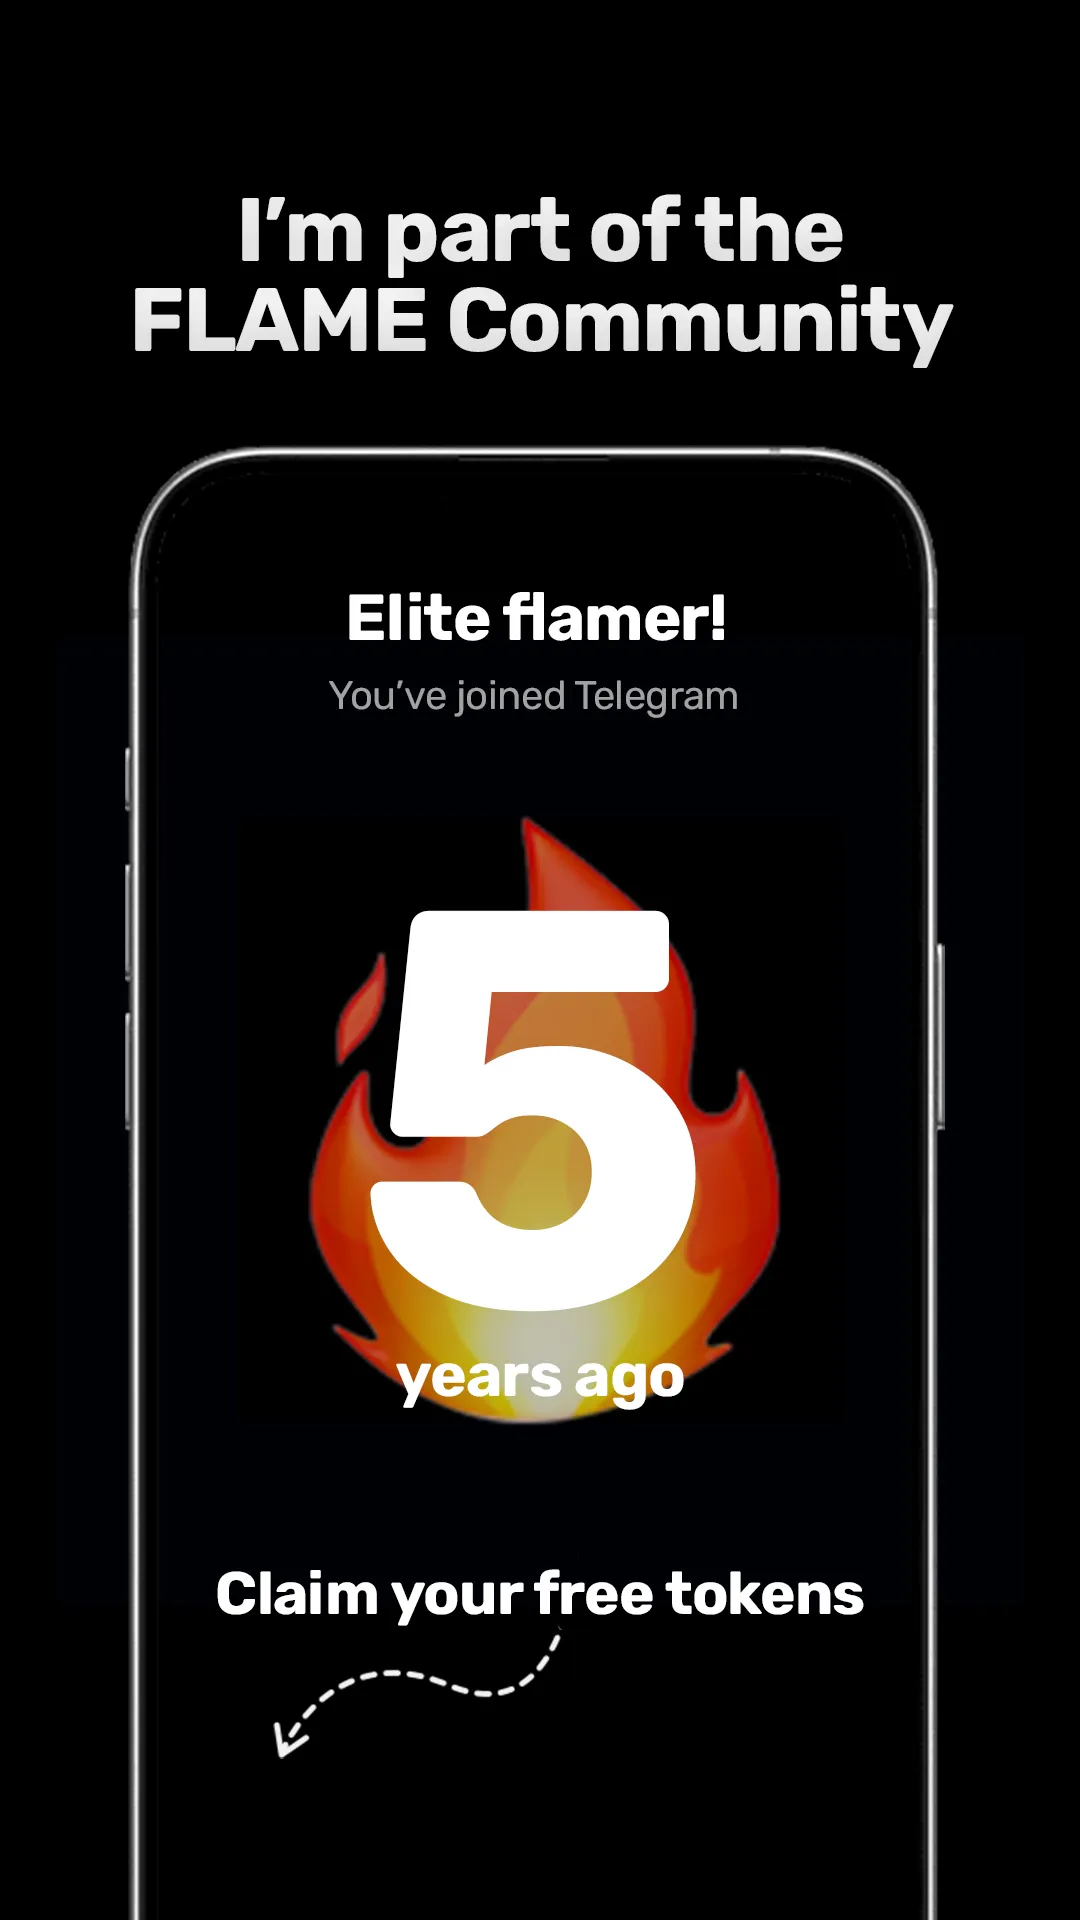 I’m part of the
FLAME Community
Elite flamer!
You’ve joined Telegram
5
years ago
Claim your free tokens